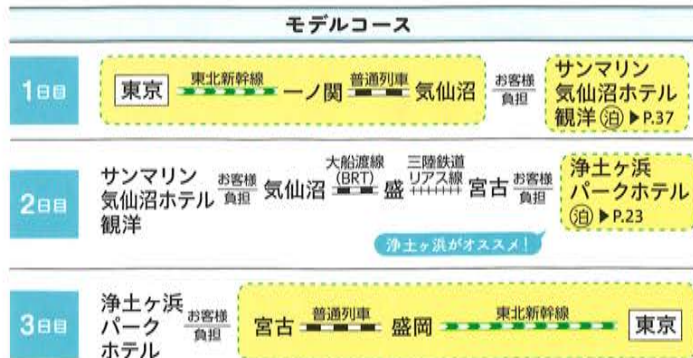 モデルコース
1日目
東京
東北新幹線
一ノ関
普通列車
気仙沼
お客様
負担
サンマリン
気仙沼ホテル
観洋 泊 ▶P.37
2日目
サンマリン
気仙沼ホテル
観洋
お客様
負担
気仙沼
大船渡線
(BRT)
盛
三陸鉄道
リアス線
宮古
お客様
負担
浄土ヶ浜
パークホテル
泊 ▶P.23
浄土ヶ浜がオススメ!
3日目
浄土ヶ浜
パーク
ホテル
お客様
負担
宮古
普通列車
盛岡
東北新幹線
東京